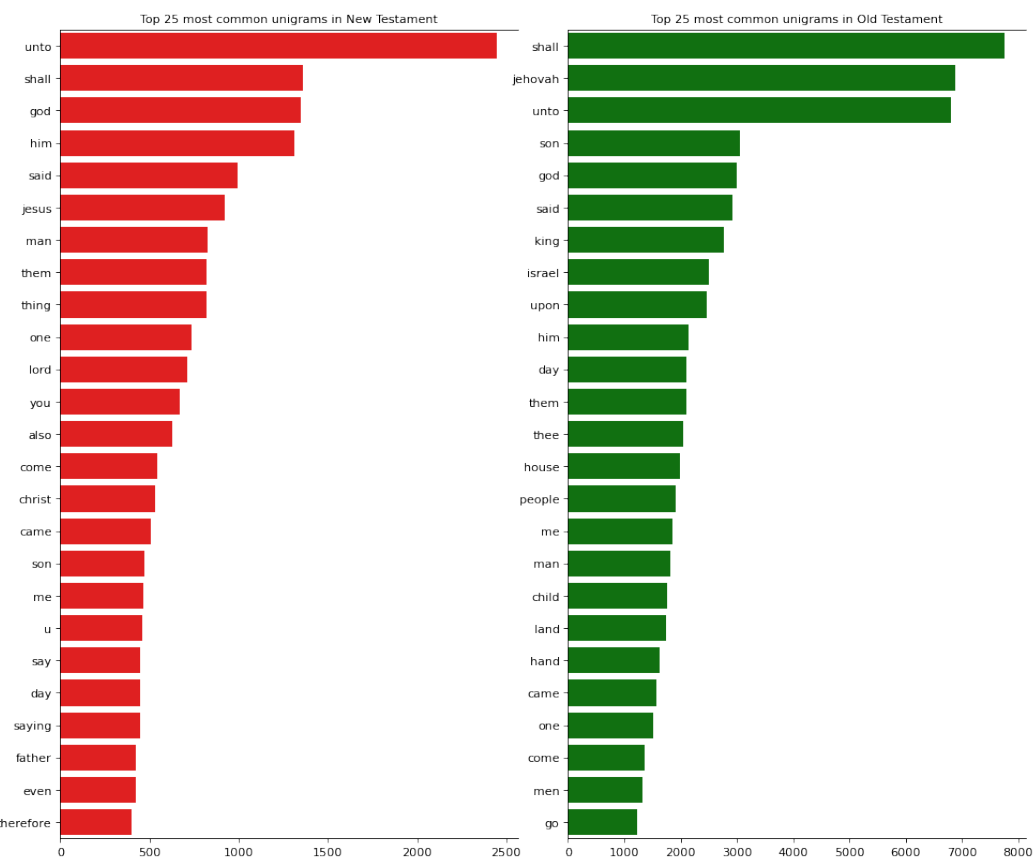 Top 25 most common unigrams in New Testament
unto
shall
god
him
said
jesus
man
them
thing
one
lord
you
also
come
christ
came
son
me
u
say
day
saying
father
even
herefore
0 500 1000 1500 2000 2500
Top 25 most common unigrams in Old Testament
shall
jehovah
unto
son
god
said
king
israel
upon
him
day
them
thee
house
people
me
man
child
land
hand
came
one
come
men
go
0 1000 2000 3000 4000 5000 6000 7000 8000